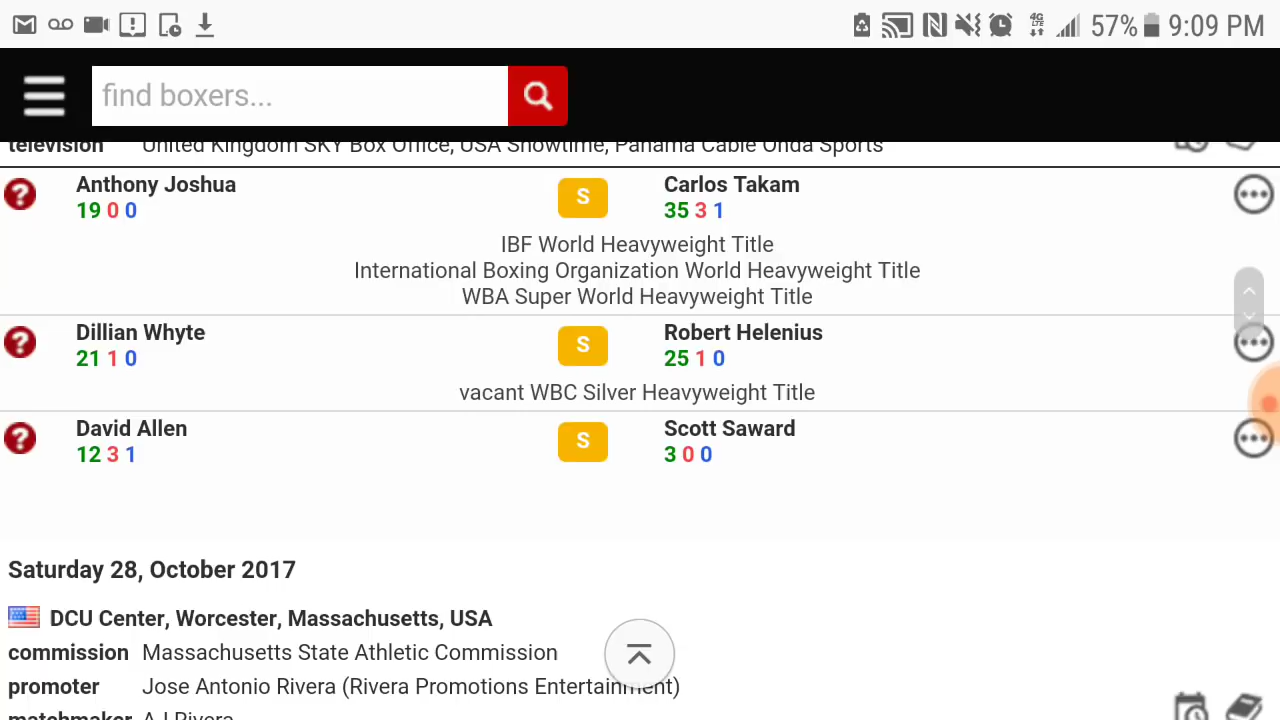 57% 9:09 PM
find boxers...
television United Kingdom SKY Box Office, USA Showtime, Panama Cable Onda Sports
Anthony Joshua S Carlos Takam
19 0 0 35 3 1
IBF World Heavyweight Title
International Boxing Organization World Heavyweight Title
WBA Super World Heavyweight Title
Dillian Whyte S Robert Helenius
21 1 0 25 1 0
vacant WBC Silver Heavyweight Title
David Allen S Scott Saward
12 3 1 3 0 0
Saturday 28, October 2017
DCU Center, Worcester, Massachusetts, USA
commission Massachusetts State Athletic Commission
promoter Jose Antonio Rivera (Rivera Promotions Entertainment)
matchmaker A J Rivera